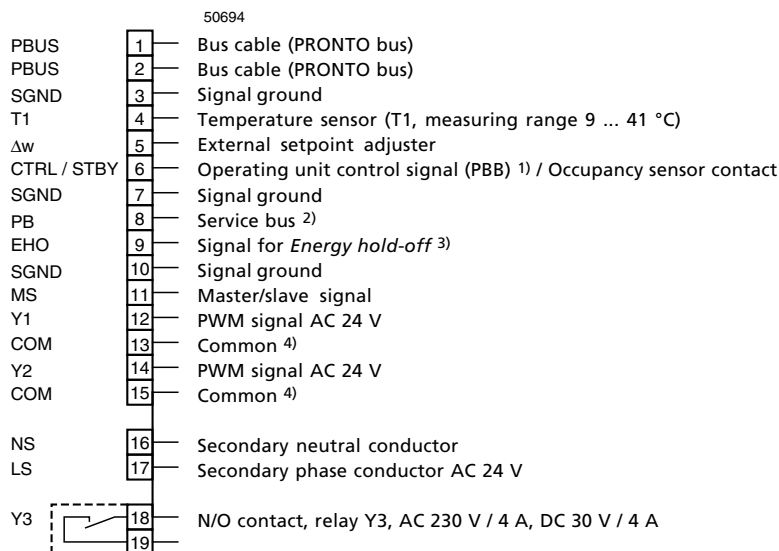 50694
PBUS 1 Bus cable (PRONTO bus)
PBUS 2 Bus cable (PRONTO bus)
SGND 3 Signal ground
T1 4 Temperature sensor (T1, measuring range 9 ... 41 °C)
Δw 5 External setpoint adjuster
CTRL / STBY 6 Operating unit control signal (PBB) 1) / Occupancy sensor contact
SGND 7 Signal ground
PB 8 Service bus 2)
EHO 9 Signal for Energy hold-off 3)
SGND 10 Signal ground
MS 11 Master/slave signal
Y1 12 PWM signal AC 24 V
COM 13 Common 4)
Y2 14 PWM signal AC 24 V
COM 15 Common 4)
NS 16 Secondary neutral conductor
LS 17 Secondary phase conductor AC 24 V
Y3 18 N/O contact, relay Y3, AC 230 V / 4 A, DC 30 V / 4 A
19